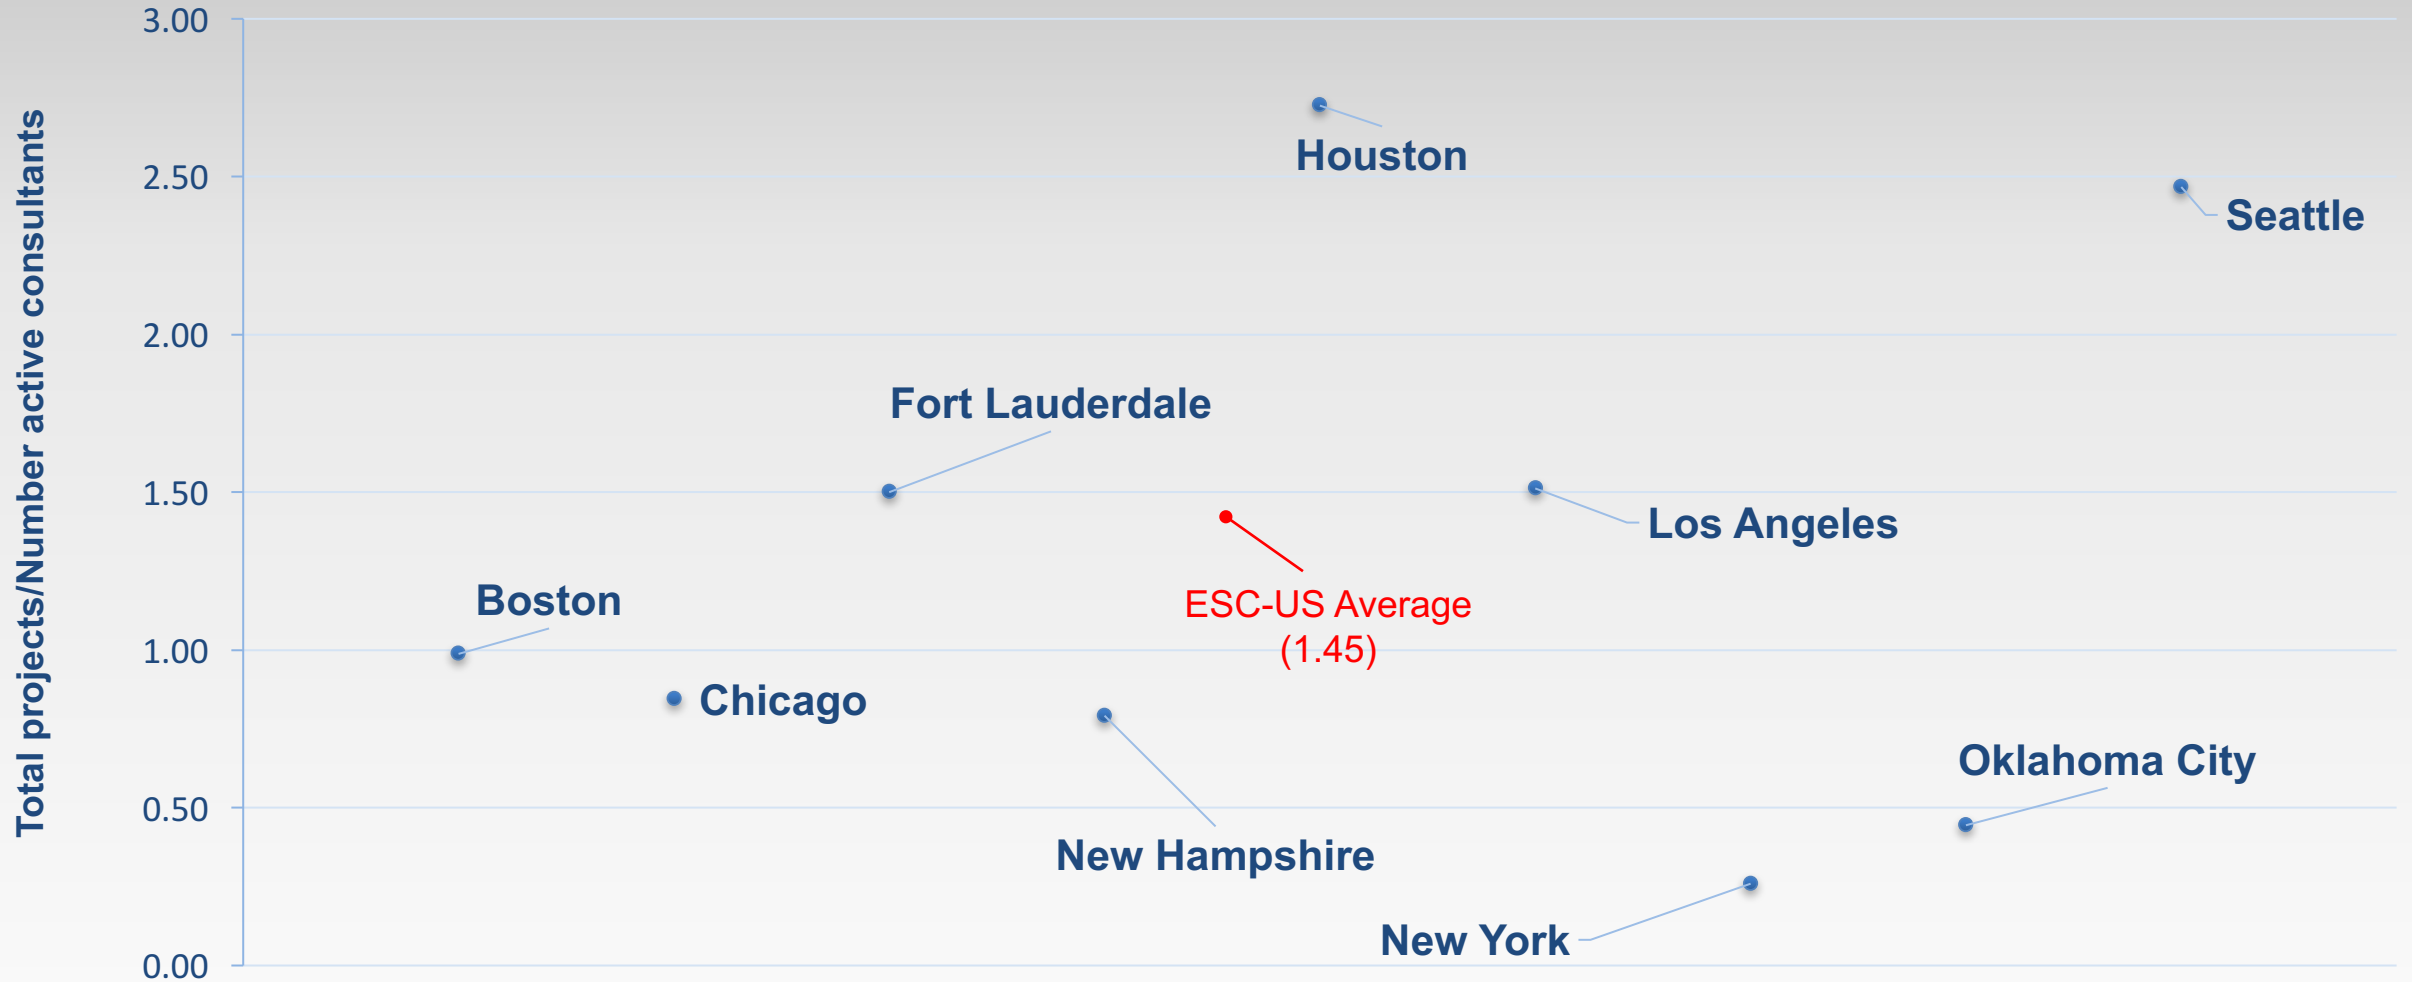 Total projects/Number active consultants
3.00
2.50
2.00
1.50
1.00
0.50
0.00
Houston
Seattle
Fort Lauderdale
Los Angeles
ESC-US Average
(1.45)
Boston
Chicago
New Hampshire
Oklahoma City
New York